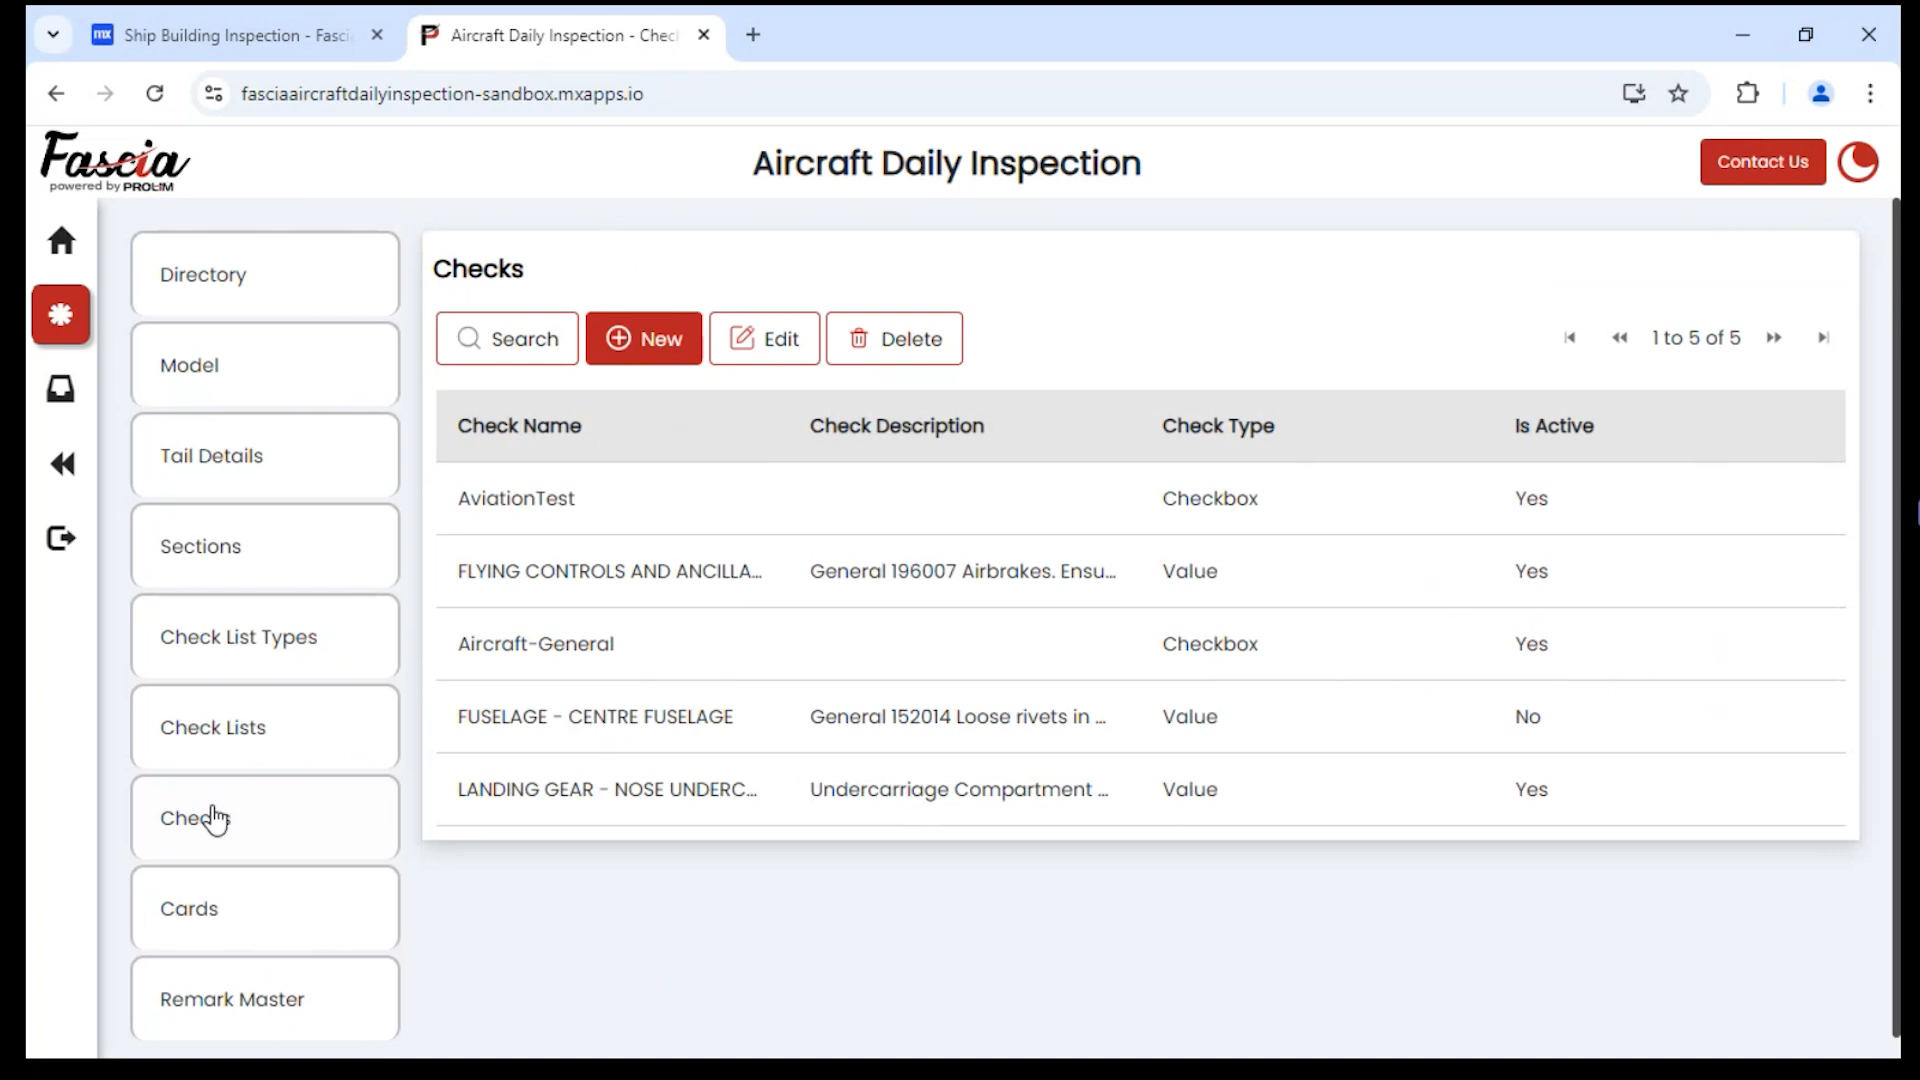 mx Ship Building Inspection - Fasci
Aircraft Daily Inspection - Chec
fasciaaircraftdailyinspection-sandbox.mxapps.io
Fascia
powered by PROLIM
Aircraft Daily Inspection
Contact Us
Directory
Model
Tail Details
Sections
Check List Types
Check Lists
Checks
Cards
Remark Master
Checks
Search
New
Edit
Delete
1 to 5 of 5
Check Name Check Description Check Type Is Active
AviationTest Checkbox Yes
FLYING CONTROLS AND ANCILLA... General 196007 Airbrakes. Ensu... Value Yes
Aircraft-General Checkbox Yes
FUSELAGE - CENTRE FUSELAGE General 152014 Loose rivets in ... Value No
LANDING GEAR - NOSE UNDERC... Undercarriage Compartment ... Value Yes